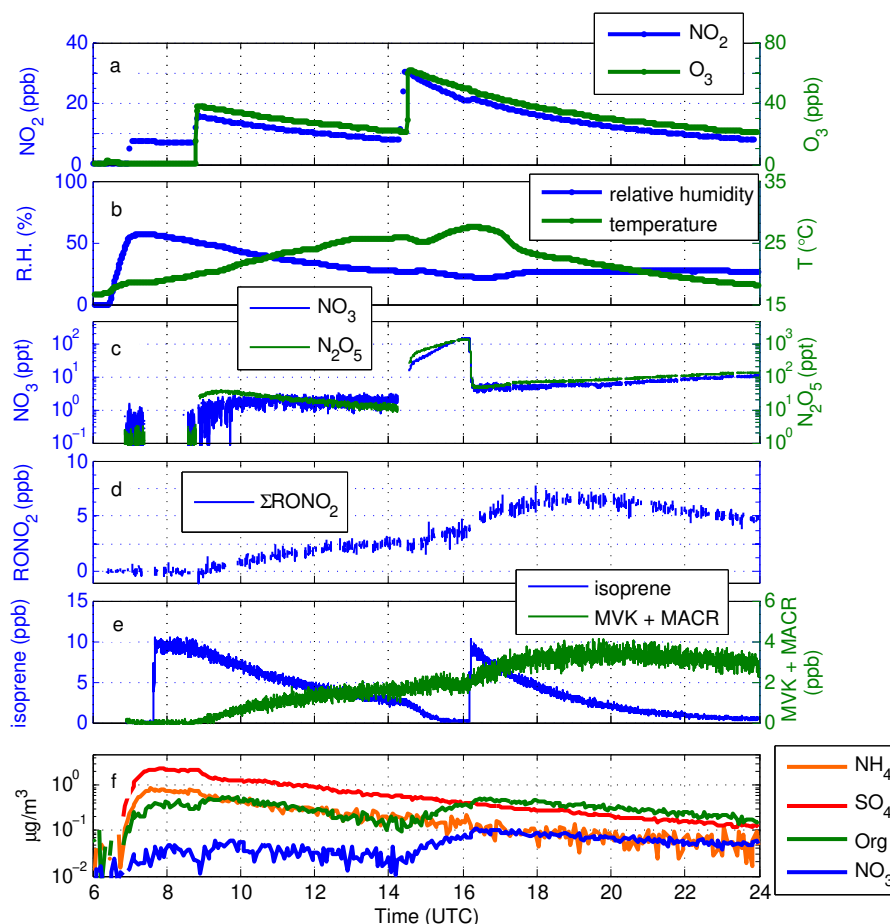 a
NO2 (ppb)
40
20
0
NO2
O3
80
40
0
O3 (ppb)
b
R.H. (%)
100
50
0
relative humidity
temperature
35
25
15
T (°C)
c
NO3 (ppt)
10^2
10^1
10^0
10^-1
NO3
N2O5
10^3
10^2
10^1
10^0
N2O5 (ppt)
d
RONO2 (ppb)
10
5
0
ΣRONO2
e
isoprene (ppb)
15
10
5
0
isoprene
MVK + MACR
6
4
2
0
MVK + MACR
(ppb)
f
µg/m3
10^0
10^-1
10^-2
NH4
SO4
Org
NO3
6 8 10 12 14 16 18 20 22 24
Time (UTC)